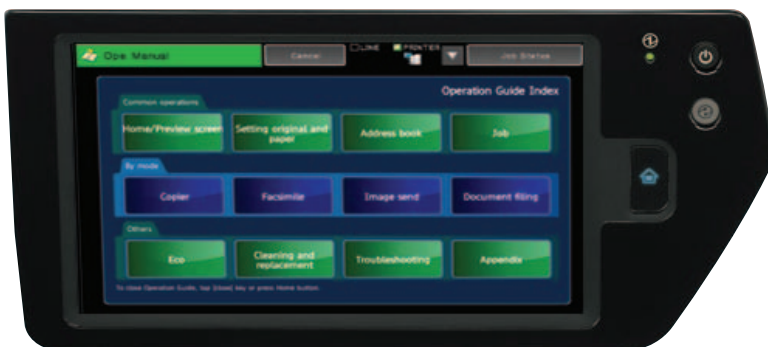 Ope Manual
Cancel
LINE
PRINTER
Job Status
Operation Guide Index
Common operations
Home/Preview screen
Setting original and
paper
Address book
Job
By mode
Copier
Facsimile
Image send
Document filing
Others
Eco
Cleaning and
replacement
Troubleshooting
Appendix
To close Operation Guide, tap [close] key or press Home button.